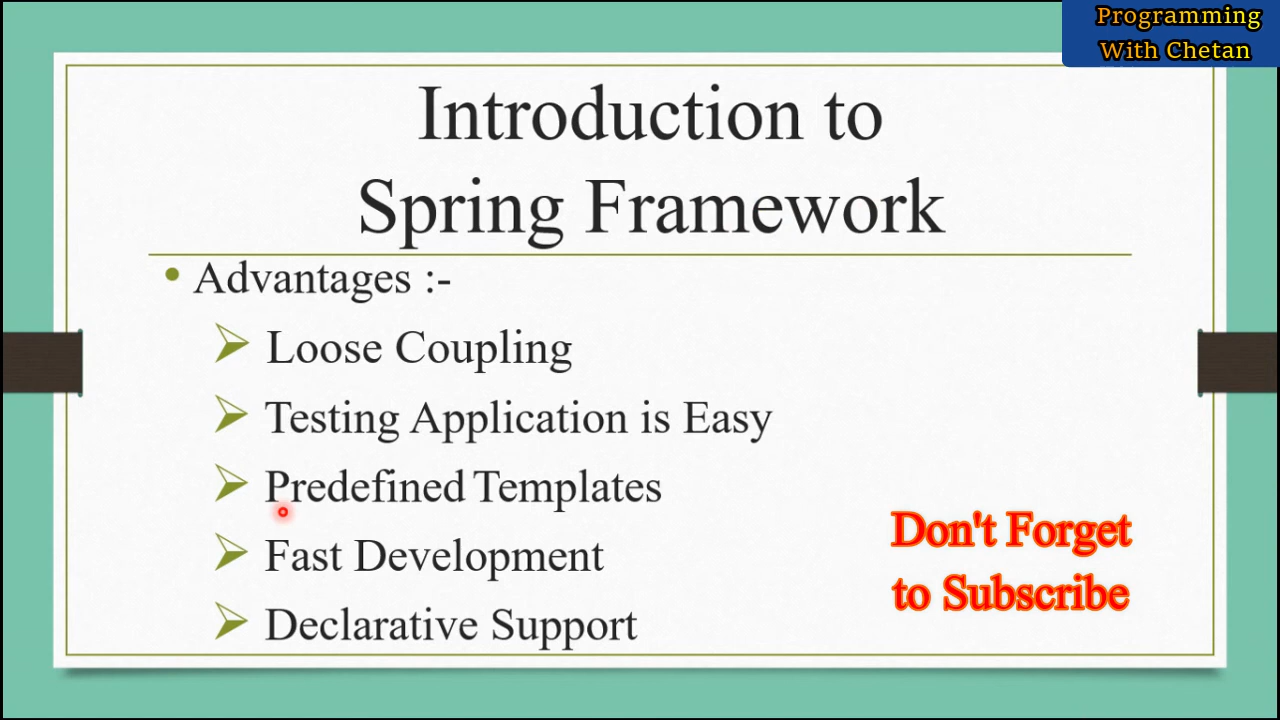 Programming
With Chetan
Introduction to
Spring Framework
• Advantages :-
➢ Loose Coupling
➢ Testing Application is Easy
➢ Predefined Templates
➢ Fast Development
➢ Declarative Support
Don't Forget
to Subscribe